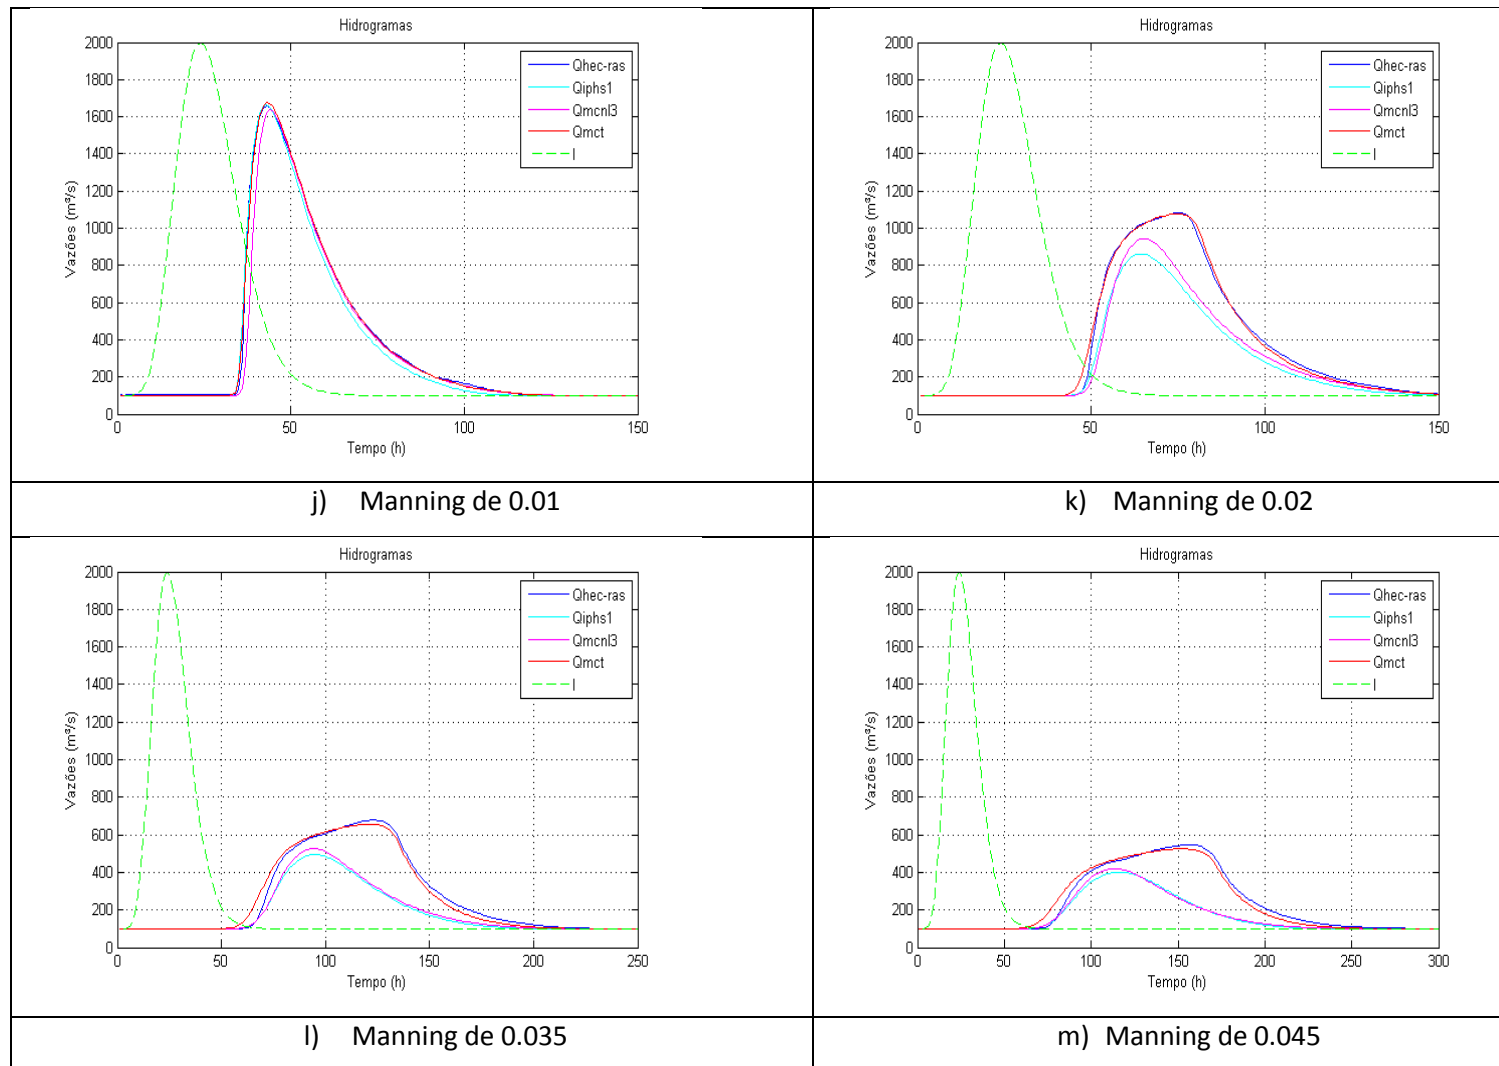 Hidrogramas
Vazões (m³/s)
2000
1800
1600
1400
1200
1000
800
600
400
200
0
0 50 100 150
Tempo (h)
Qhec-ras
Qiphs1
Qmcnl3
Qmct
I
j) Manning de 0.01
Hidrogramas
Vazões (m³/s)
2000
1800
1600
1400
1200
1000
800
600
400
200
0
0 50 100 150
Tempo (h)
Qhec-ras
Qiphs1
Qmcnl3
Qmct
I
k) Manning de 0.02
Hidrogramas
Vazões (m³/s)
2000
1800
1600
1400
1200
1000
800
600
400
200
0
0 50 100 150 200 250
Tempo (h)
Qhec-ras
Qiphs1
Qmcnl3
Qmct
I
l) Manning de 0.035
Hidrogramas
Vazões (m³/s)
2000
1800
1600
1400
1200
1000
800
600
400
200
0
0 50 100 150 200 250 300
Tempo (h)
Qhec-ras
Qiphs1
Qmcnl3
Qmct
I
m) Manning de 0.045